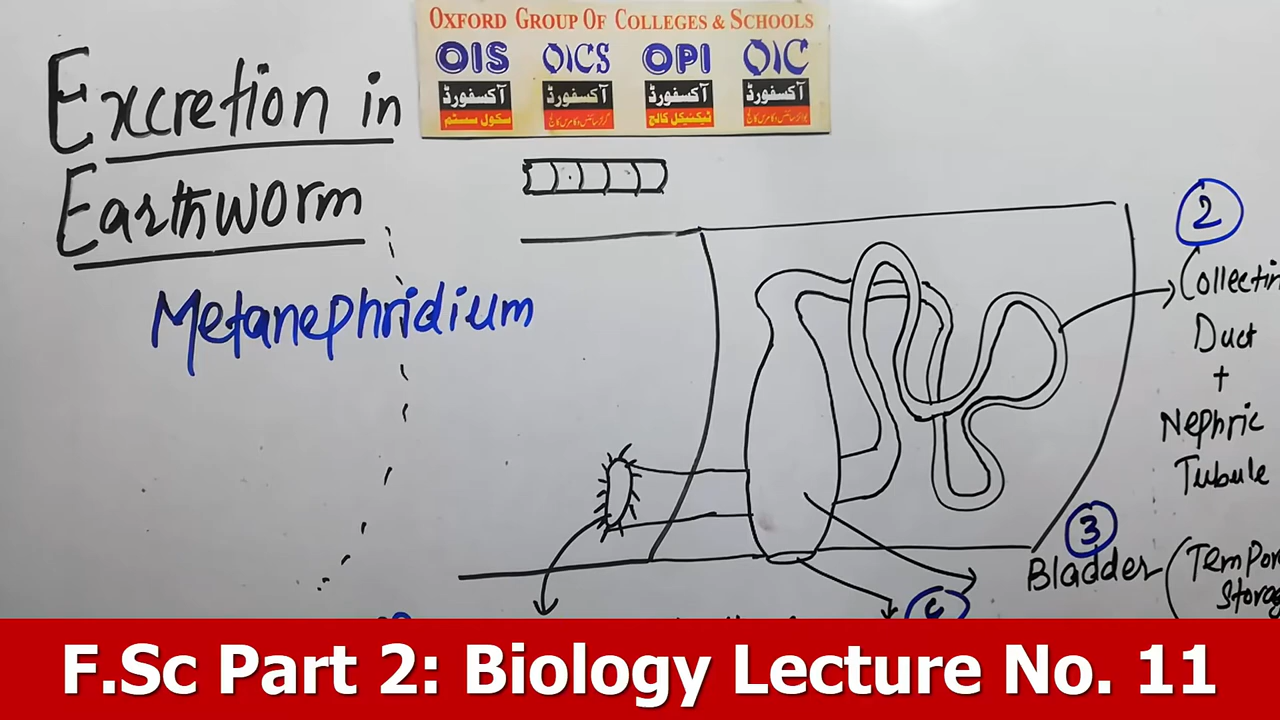 OXFORD GROUP OF COLLEGES & SCHOOLS
OIS OICS OPI OIC
آکسفورڈ آکسفورڈ آکسفورڈ آکسفورڈ
سکول سسٹم
ٹیکنیکل کالج
Excretion in
Earthworm
Metanephridium
2
Collectin
Duct
+
Nephric
Tubule
3
Bladder (Tempor
Storag
F.Sc Part 2: Biology Lecture No. 11